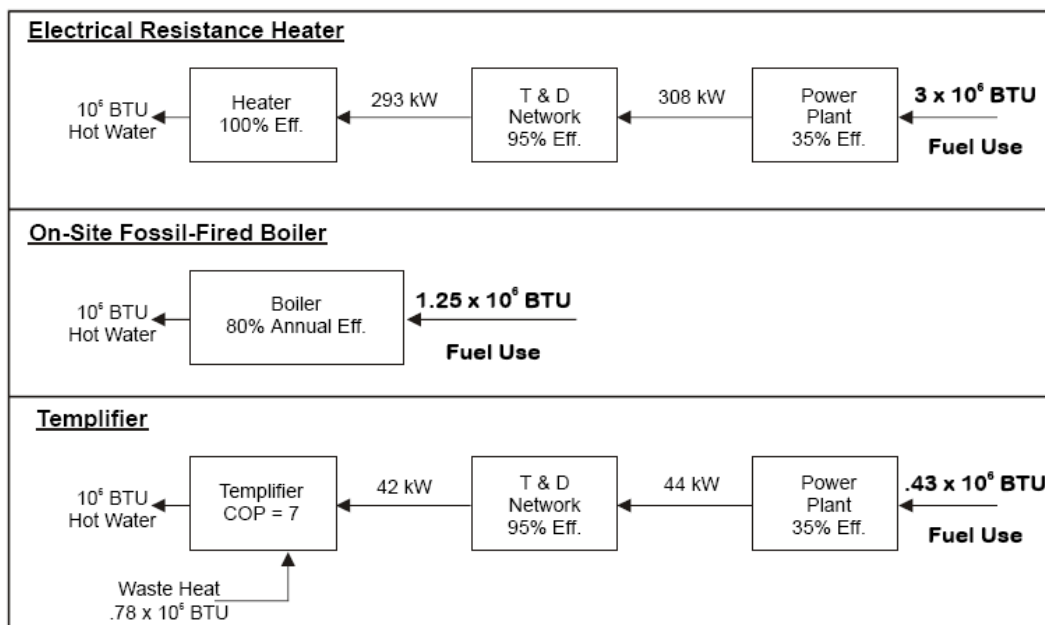 Electrical Resistance Heater
10⁶ BTU
Hot Water
Heater
100% Eff.
293 kW
T & D
Network
95% Eff.
308 kW
Power
Plant
35% Eff.
3 x 10⁶ BTU
Fuel Use
On-Site Fossil-Fired Boiler
10⁶ BTU
Hot Water
Boiler
80% Annual Eff.
1.25 x 10⁶ BTU
Fuel Use
Templifier
10⁶ BTU
Hot Water
Templifier
COP = 7
42 kW
T & D
Network
95% Eff.
44 kW
Power
Plant
35% Eff.
.43 x 10⁶ BTU
Fuel Use
Waste Heat
.78 x 10⁶ BTU